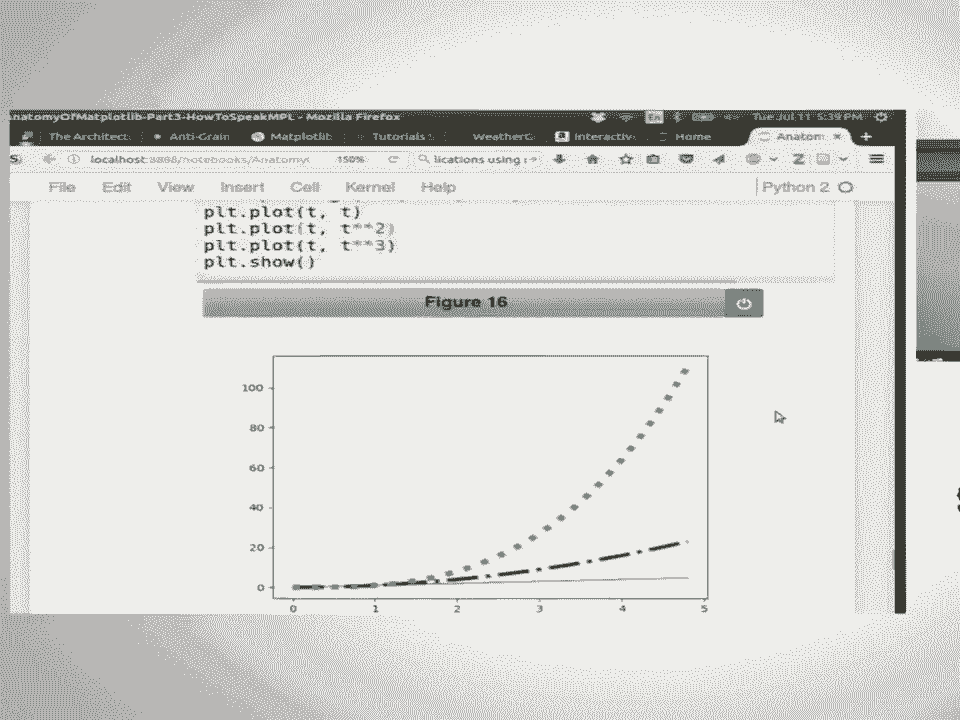 AnatomyOfMatplotlib-Part3-HowToSpeakMPL - Mozilla Firefox
En
Tue Jul 11 5:39 PM
The Architect
Anti-Grain
Matplotlib
Tutorials
WeatherG
a Interactiv
Home
Anatom
localhost:8888/notebooks/Anatomy
150%
lications using
File Edit View Insert Cell Kernel Help
Python 2
plt.plot(t, t)
plt.plot(t, t**2)
plt.plot(t, t**3)
plt.show()
Figure 16
100
80
60
40
20
0
0 1 2 3 4 5